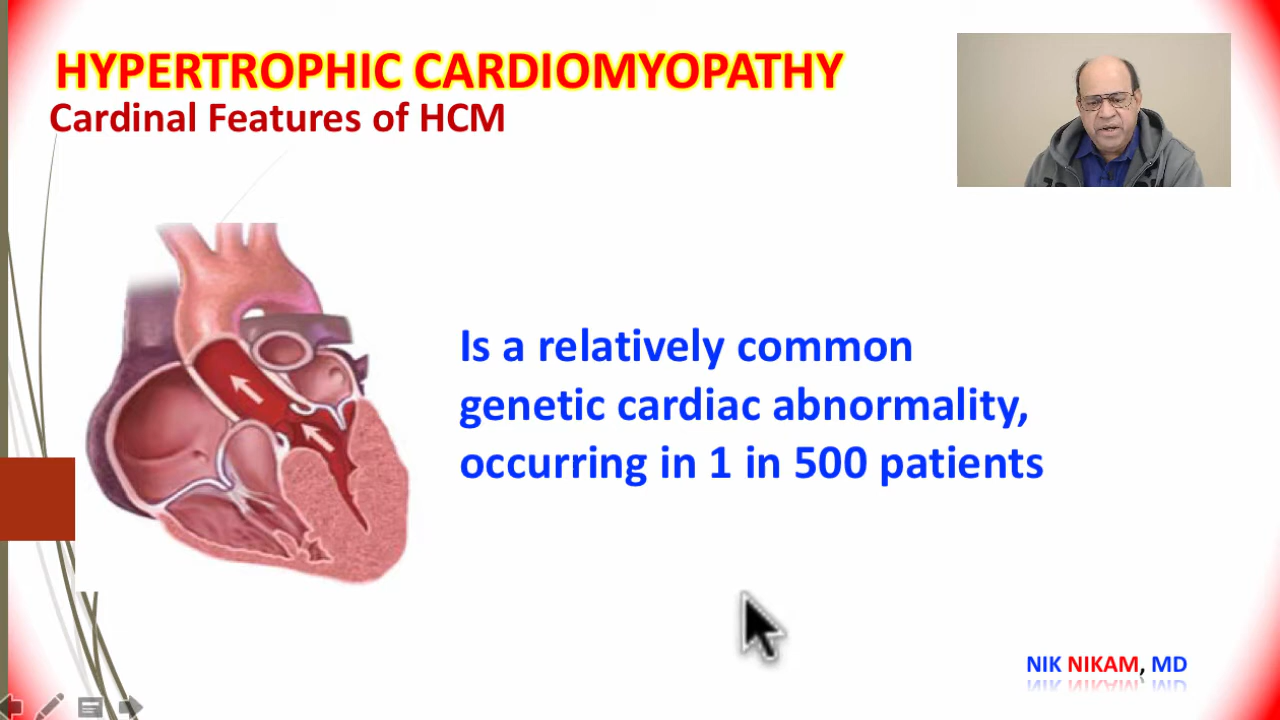 HYPERTROPHIC CARDIOMYOPATHY
Cardinal Features of HCM
Is a relatively common
genetic cardiac abnormality,
occurring in 1 in 500 patients
NIK NIKAM, MD